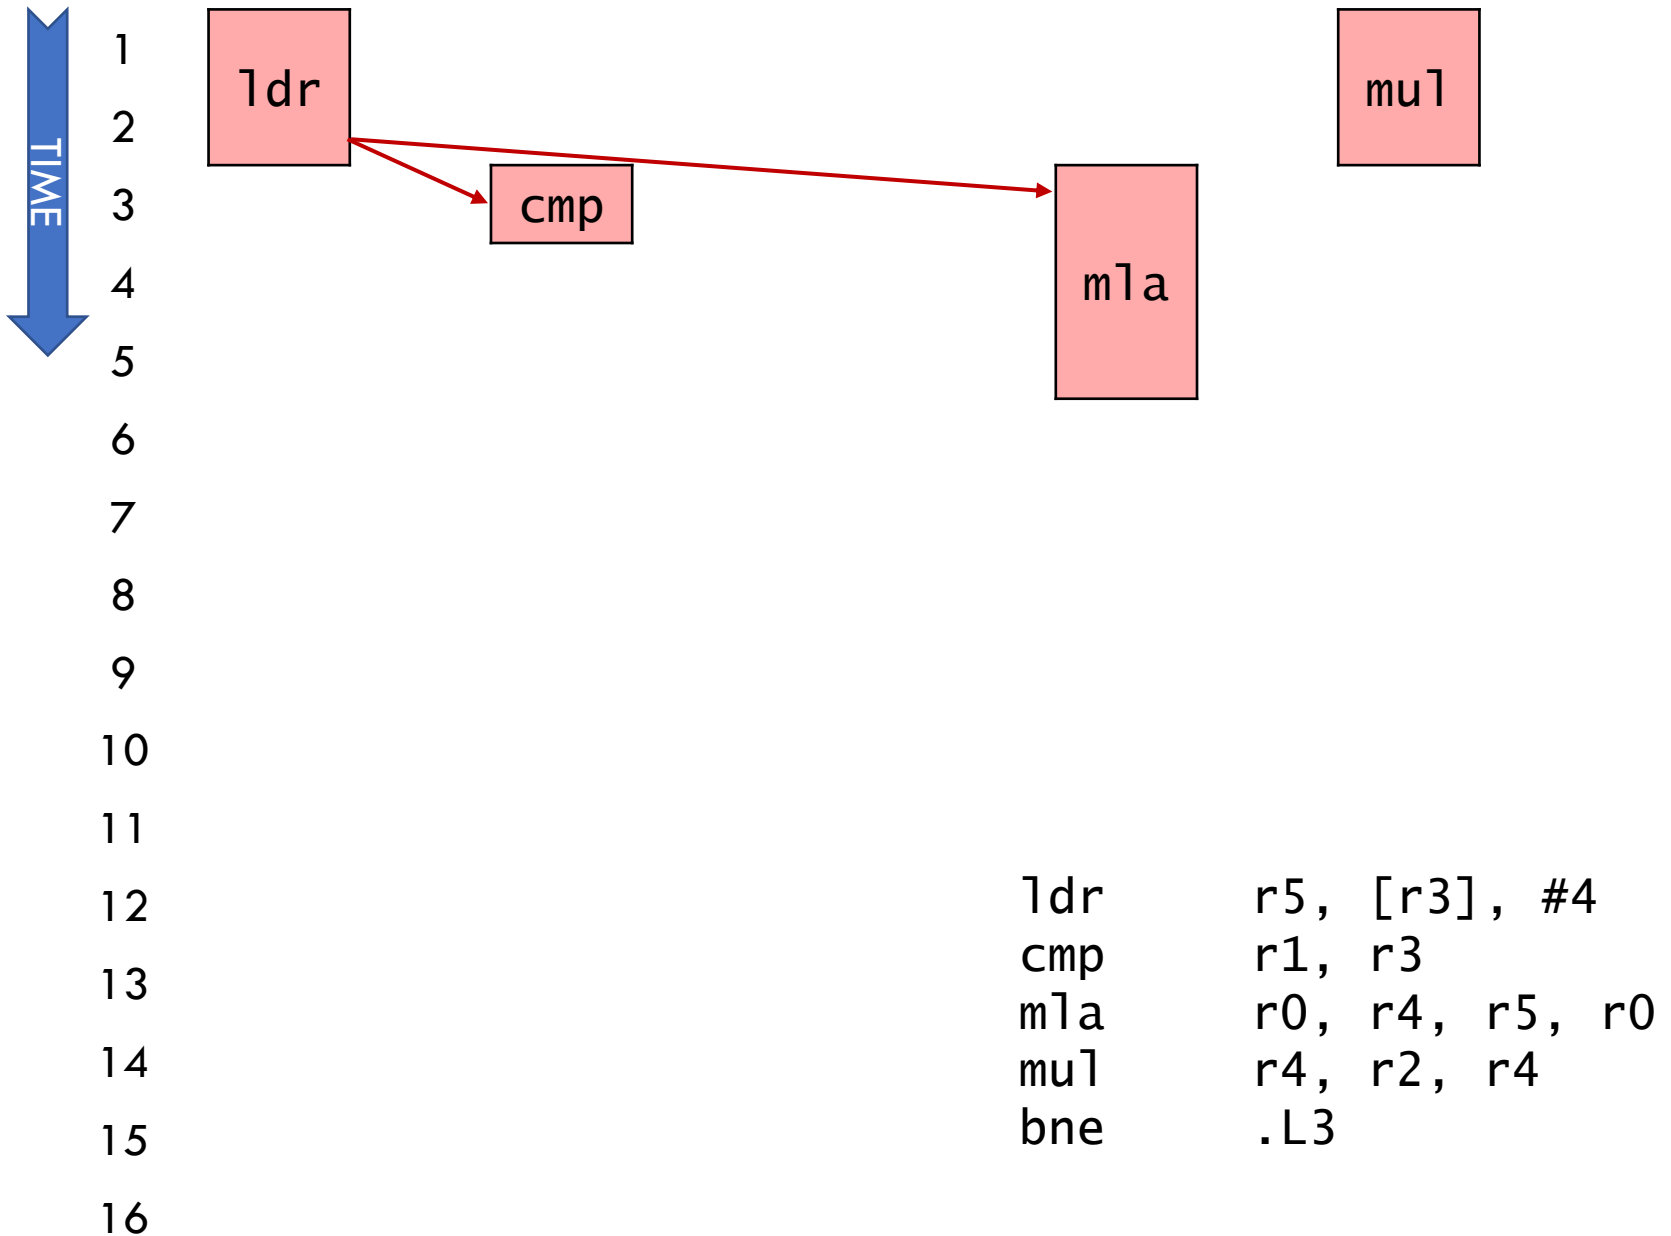 TIME
1
ldr
mul
2
3
cmp
4
mla
5
6
7
8
9
10
11
12
13
14
15
16
ldr r5, [r3], #4
cmp r1, r3
mla r0, r4, r5, r0
mul r4, r2, r4
bne .L3